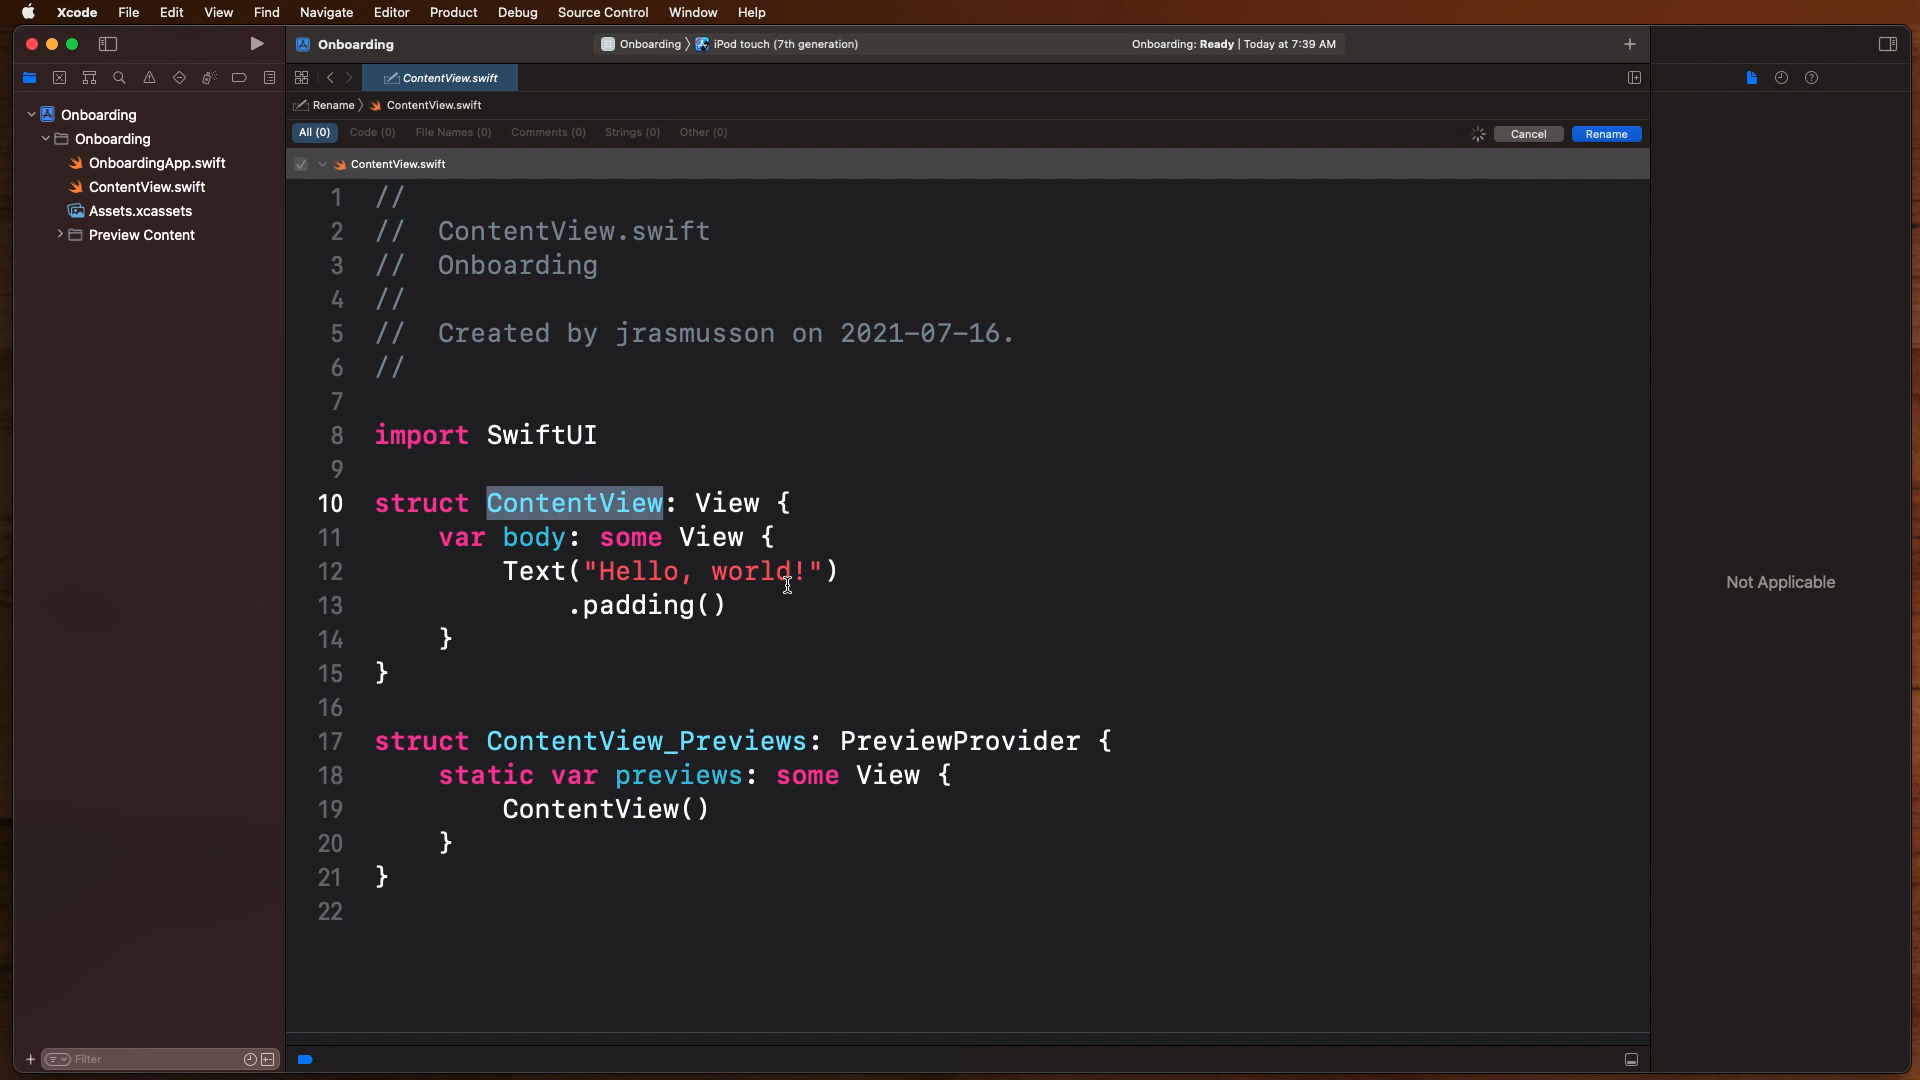 Xcode File Edit View Find Navigate Editor Product Debug Source Control Window Help
Onboarding
Onboarding iPod touch (7th generation)
Onboarding: Ready | Today at 7:39 AM
ContentView.swift
Rename ContentView.swift
All (0) Code (0) File Names (0) Comments (0) Strings (0) Other (0)
Cancel Rename
ContentView.swift
Onboarding
Onboarding
OnboardingApp.swift
ContentView.swift
Assets.xcassets
Preview Content
1 //
2 //  ContentView.swift
3 //  Onboarding
4 //
5 //  Created by jrasmusson on 2021-07-16.
6 //
7
8 import SwiftUI
9
10 struct ContentView: View {
11     var body: some View {
12         Text("Hello, world!")
13             .padding()
14     }
15 }
16
17 struct ContentView_Previews: PreviewProvider {
18     static var previews: some View {
19         ContentView()
20     }
21 }
22
Not Applicable
Filter